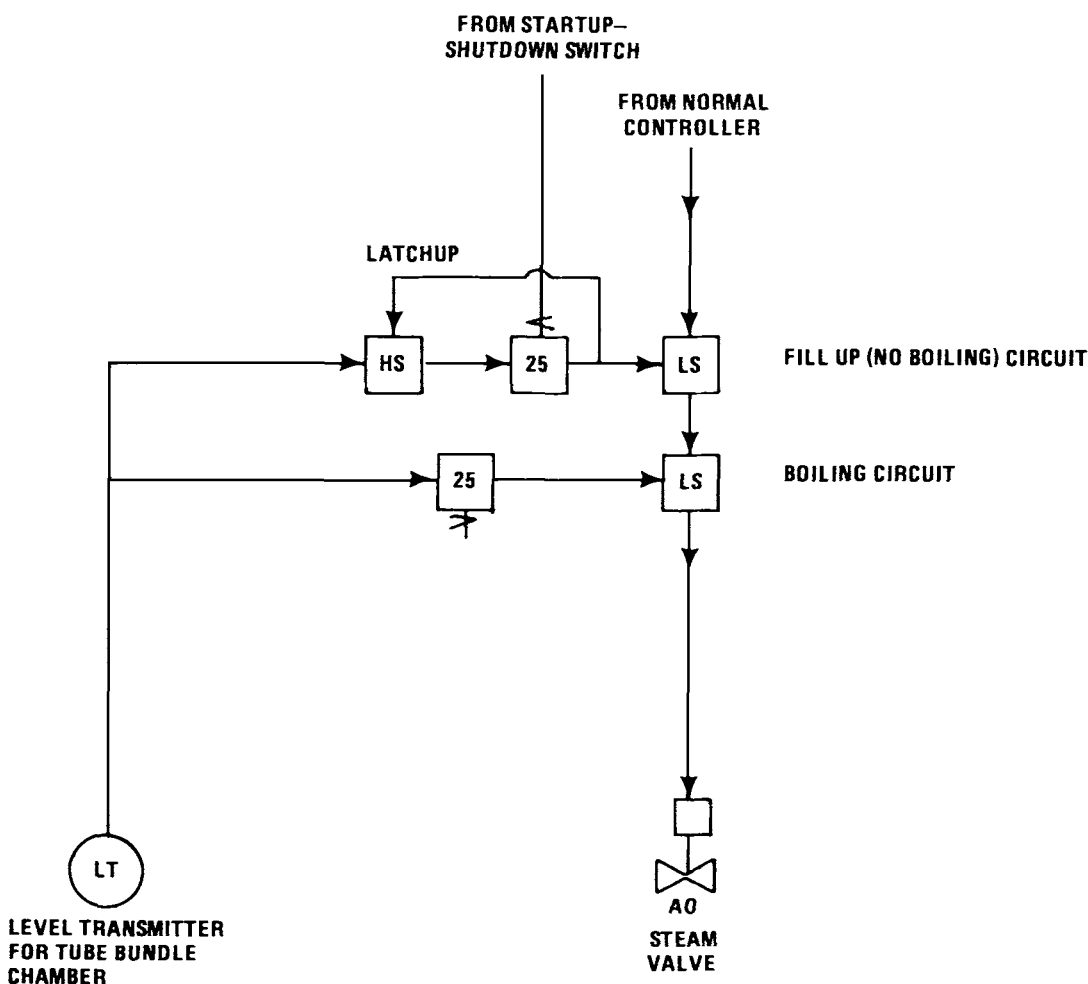 FROM STARTUP–
SHUTDOWN SWITCH
FROM NORMAL
CONTROLLER
LATCHUP
HS
25
LS
FILL UP (NO BOILING) CIRCUIT
25
LS
BOILING CIRCUIT
LT
LEVEL TRANSMITTER
FOR TUBE BUNDLE
CHAMBER
AO
STEAM
VALVE